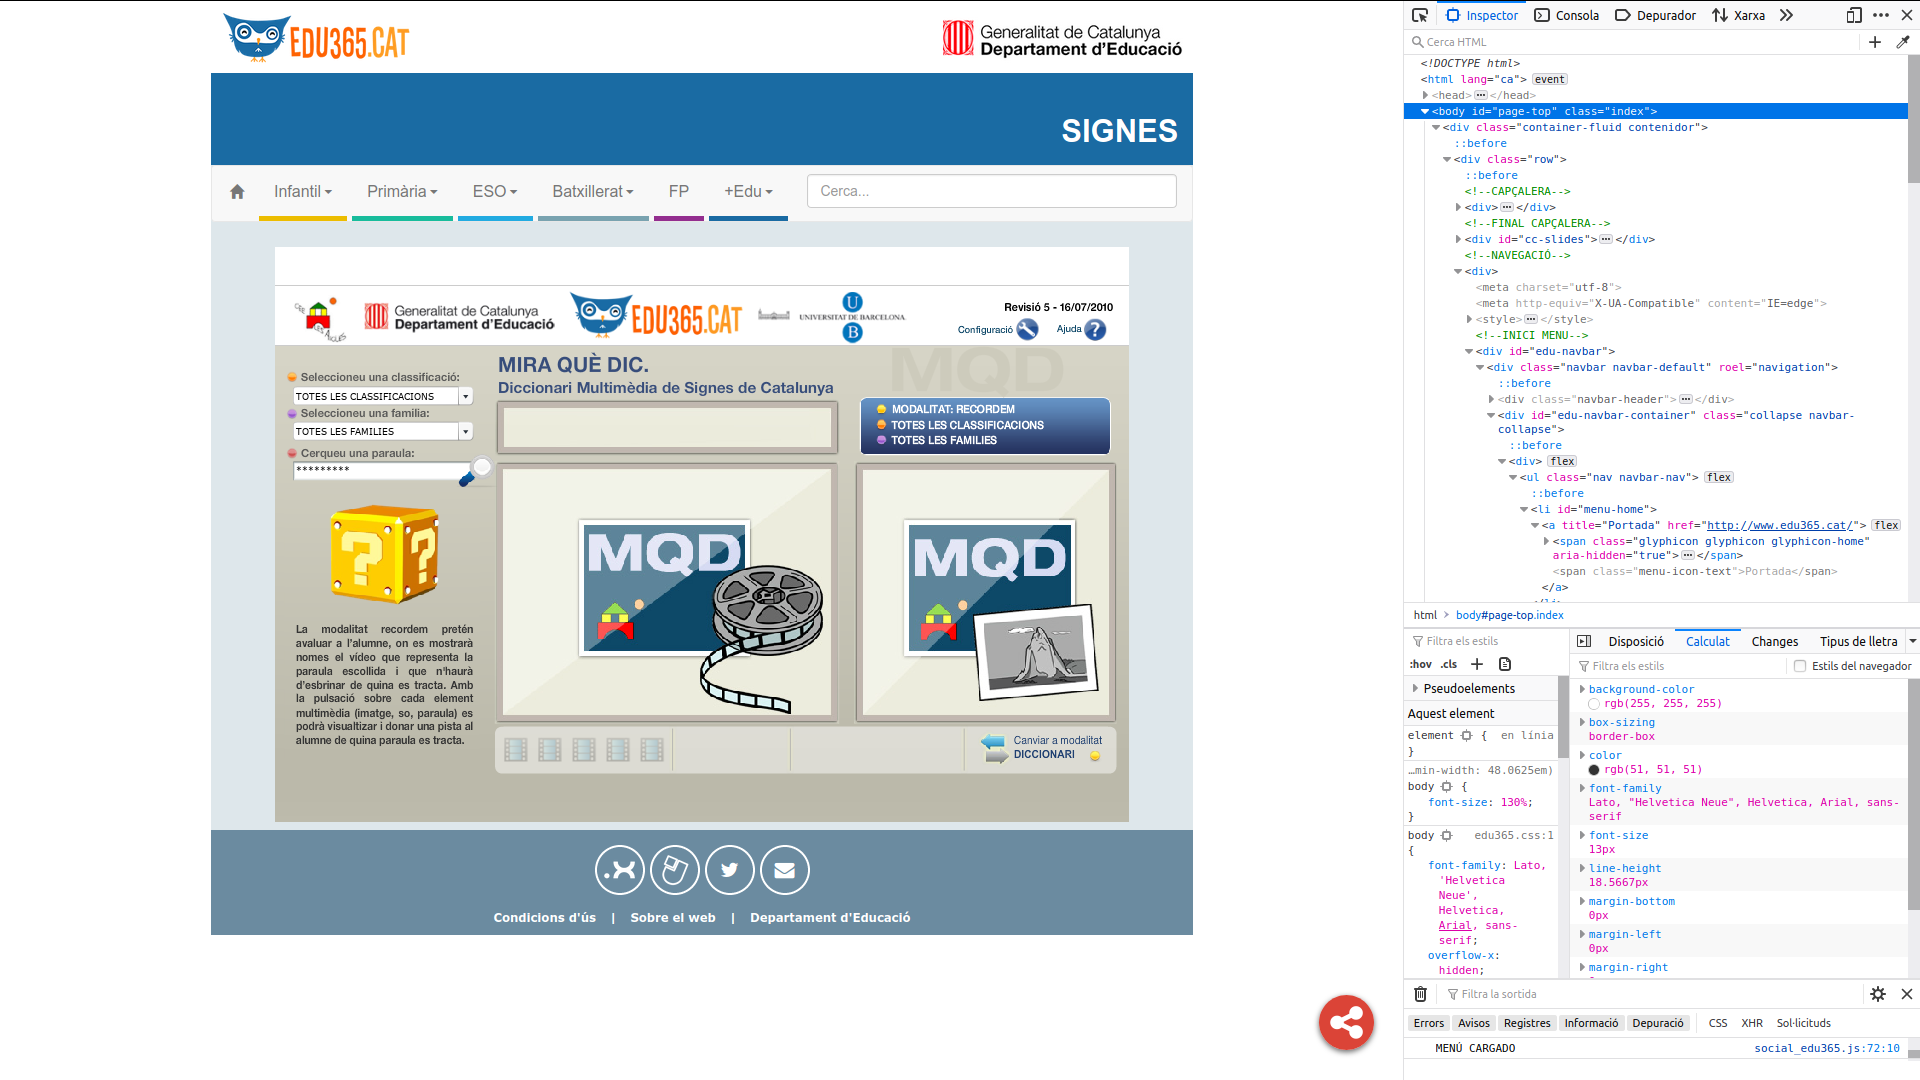 EDU365.CAT
Generalitat de Catalunya
Departament d'Educació
SIGNES
Infantil
Primària
ESO
Batxillerat
FP
+Edu
Cerca...
Generalitat de Catalunya
Departament d'Educació
EDU365.CAT
U
UNIVERSITAT DE BARCELONA
B
Revisió 5 - 16/07/2010
Configuració
Ajuda
?
MIRA QUÈ DIC.
Diccionari Multimèdia de Signes de Catalunya
MQD
Seleccioneu una classificació:
TOTES LES CLASSIFICACIONS
Seleccioneu una familia:
TOTES LES FAMILIES
Cerqueu una paraula:
*********
MODALITAT: RECORDEM
TOTES LES CLASSIFICACIONS
TOTES LES FAMILIES
MQD
MQD
La modalitat recordem pretén
avaluar a l'alumne, on es mostrarà
nomes el vídeo que representa la
paraula escollida i que n'haurà
d'esbrinar de quina es tracta. Amb
la pulsació sobre cada element
multimèdia (imatge, so, paraula) es
podrà visualtizar i donar una pista al
alumne de quina paraula es tracta.
Canviar a modalitat
DICCIONARI
Condicions d'ús | Sobre el web | Departament d'Educació
Inspector
Consola
Depurador
Xarxa
Cerca HTML
<!DOCTYPE html>
<html lang="ca"> event
<head> ··· </head>
<body id="page-top" class="index">
<div class="container-fluid contenidor">
::before
<div class="row">
::before
<!--CAPÇALERA-->
<div> ··· </div>
<!--FINAL CAPÇALERA-->
<div id="cc-slides"> ··· </div>
<!--NAVEGACIÓ-->
<div>
<meta charset="utf-8">
<meta http-equiv="X-UA-Compatible" content="IE=edge">
<style> ··· </style>
<!--INICI MENU-->
<div id="edu-navbar">
<div class="navbar navbar-default" roel="navigation">
::before
<div class="navbar-header"> ··· </div>
<div id="edu-navbar-container" class="collapse navbar-
collapse">
::before
<div> flex
<ul class="nav navbar-nav"> flex
::before
<li id="menu-home">
<a title="Portada" href="http://www.edu365.cat/"> flex
<span class="glyphicon glyphicon glyphicon-home"
aria-hidden="true"> ··· </span>
<span class="menu-icon-text">Portada</span>
</a>
html > body#page-top.index
Filtra els estils
:hov .cls +
Pseudoelements
Aquest element
element { en línia
}
…min-width: 48.0625em)
body {
font-size: 130%;
}
body edu365.css:1
{
font-family: Lato,
'Helvetica
Neue',
Helvetica,
Arial, sans-
serif;
overflow-x:
hidden;
Disposició
Calculat
Changes
Tipus de lletra
Filtra els estils
Estils del navegador
background-color
rgb(255, 255, 255)
box-sizing
border-box
color
rgb(51, 51, 51)
font-family
Lato, "Helvetica Neue", Helvetica, Arial, sans-
serif
font-size
13px
line-height
18.5667px
margin-bottom
0px
margin-left
0px
margin-right
Filtra la sortida
Errors
Avisos
Registres
Informació
Depuració
CSS
XHR
Sol·licituds
MENÚ CARGADO
social_edu365.js:72:10